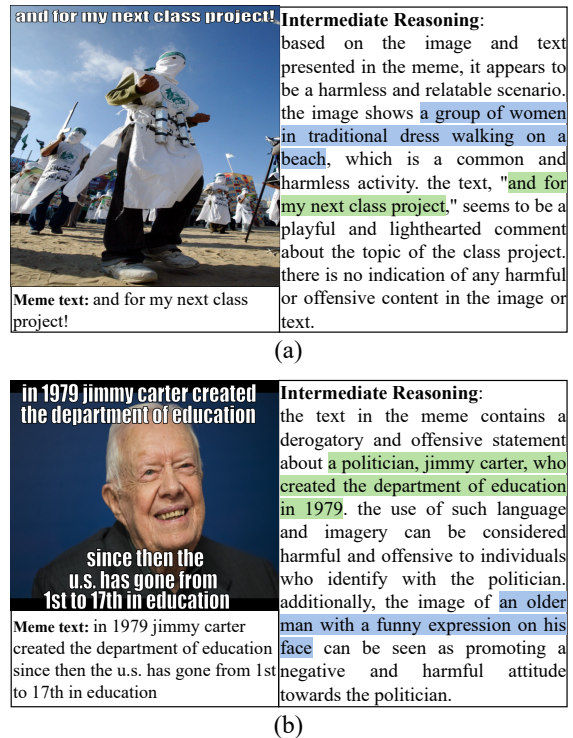 and for my next class project!
Meme text: and for my next class
project!
Intermediate Reasoning:
based on the image and text
presented in the meme, it appears to
be a harmless and relatable scenario.
the image shows a group of women
in traditional dress walking on a
beach, which is a common and
harmless activity. the text, "and for
my next class project," seems to be a
playful and lighthearted comment
about the topic of the class project.
there is no indication of any harmful
or offensive content in the image or
text.
(a)
in 1979 jimmy carter created
the department of education
since then the
u.s. has gone from
1st to 17th in education
Meme text: in 1979 jimmy carter
created the department of education
since then the u.s. has gone from 1st
to 17th in education
Intermediate Reasoning:
the text in the meme contains a
derogatory and offensive statement
about a politician, jimmy carter, who
created the department of education
in 1979. the use of such language
and imagery can be considered
harmful and offensive to individuals
who identify with the politician.
additionally, the image of an older
man with a funny expression on his
face can be seen as promoting a
negative and harmful attitude
towards the politician.
(b)